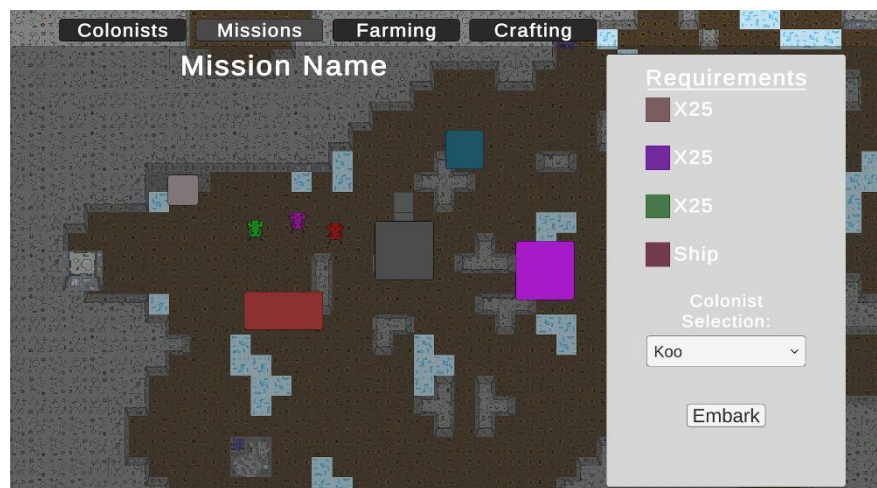 Colonists
Missions
Farming
Crafting
Mission Name
Requirements
X25
X25
X25
Ship
Colonist
Selection:
Koo
Embark